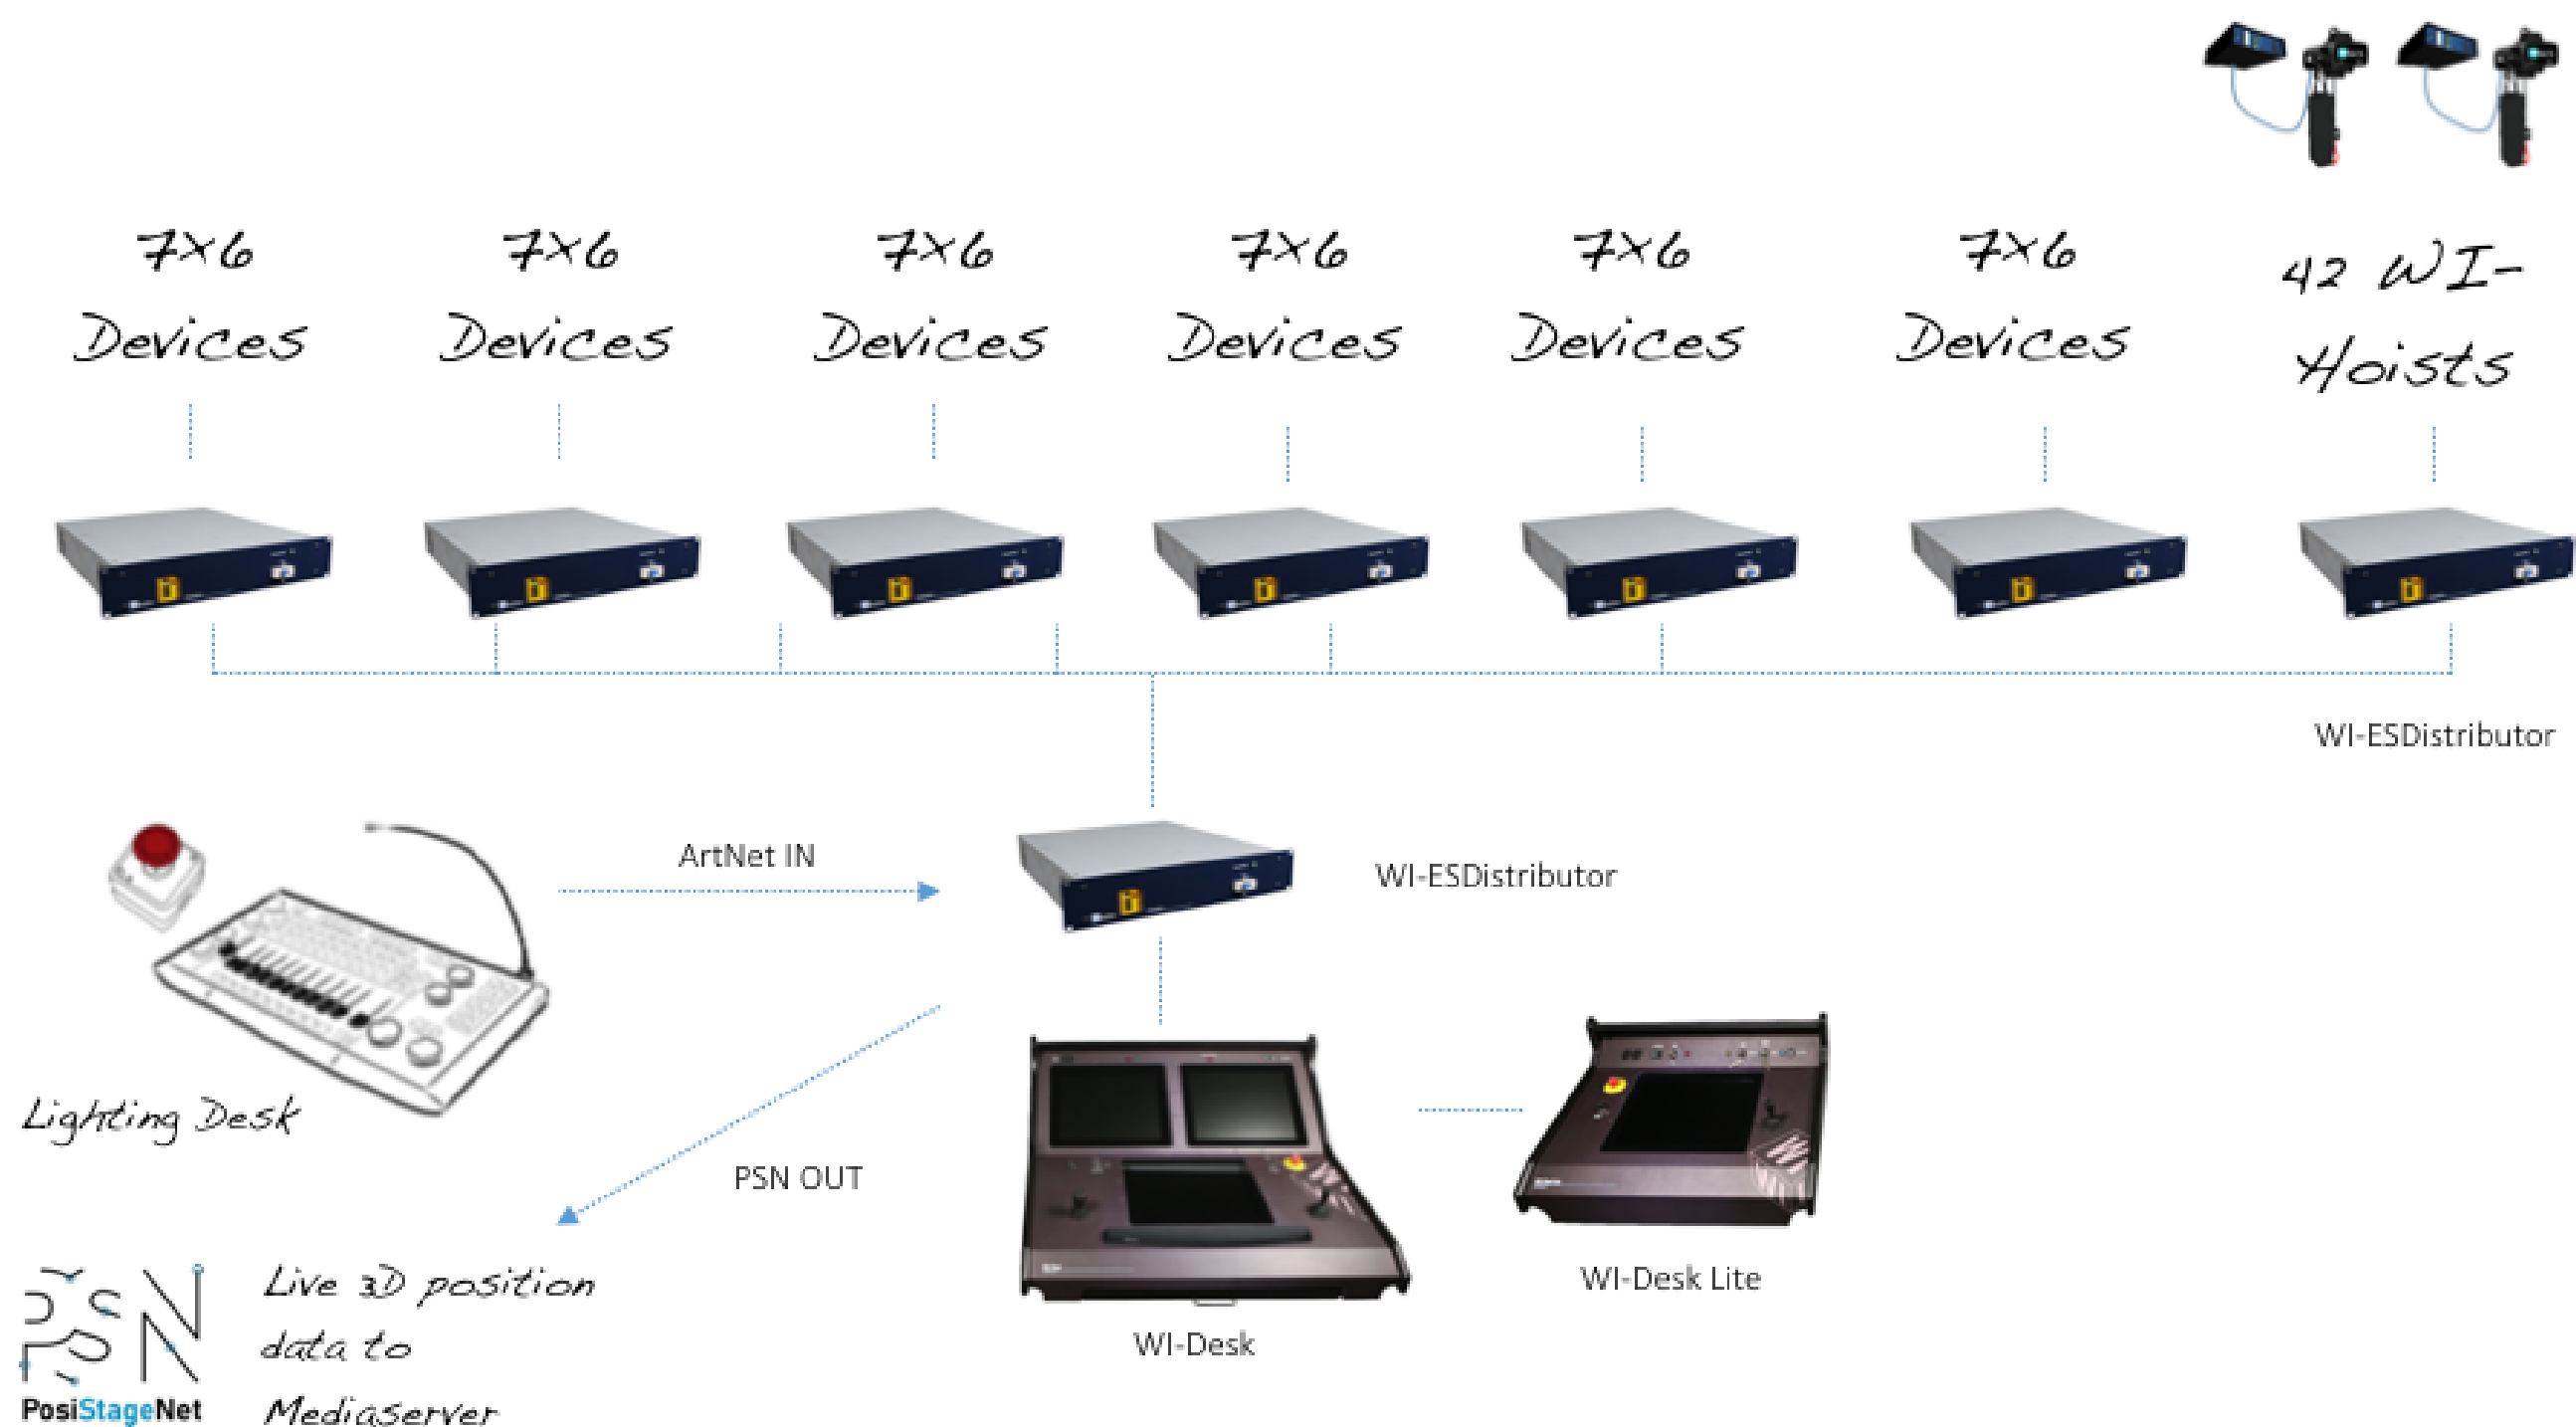 7x6
Devices
7x6
Devices
7x6
Devices
7x6
Devices
7x6
Devices
7x6
Devices
42 WI-
Hoists
WI-ESDistributor
ArtNet IN
WI-ESDistributor
Lighting Desk
PSN OUT
WI-Desk Lite
WI-Desk
PSN
PosiStageNet
Live 3D position
data to
Mediaserver